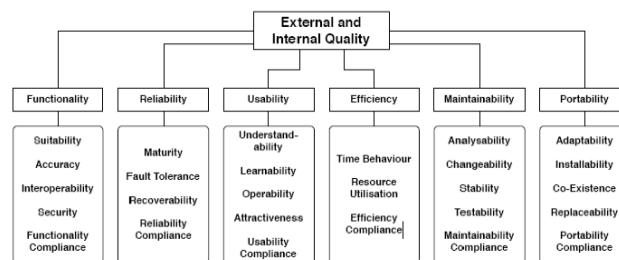 External and
Internal Quality
Functionality
Reliability
Usability
Efficiency
Maintainability
Portability
Suitability
Accuracy
Interoperability
Security
Functionality
Compliance
Maturity
Fault Tolerance
Recoverability
Reliability
Compliance
Understand-
ability
Learnability
Operability
Attractiveness
Usability
Compliance
Time Behaviour
Resource
Utilisation
Efficiency
Compliance
Analysability
Changeability
Stability
Testability
Maintainability
Compliance
Adaptability
Installability
Co-Existence
Replaceability
Portability
Compliance